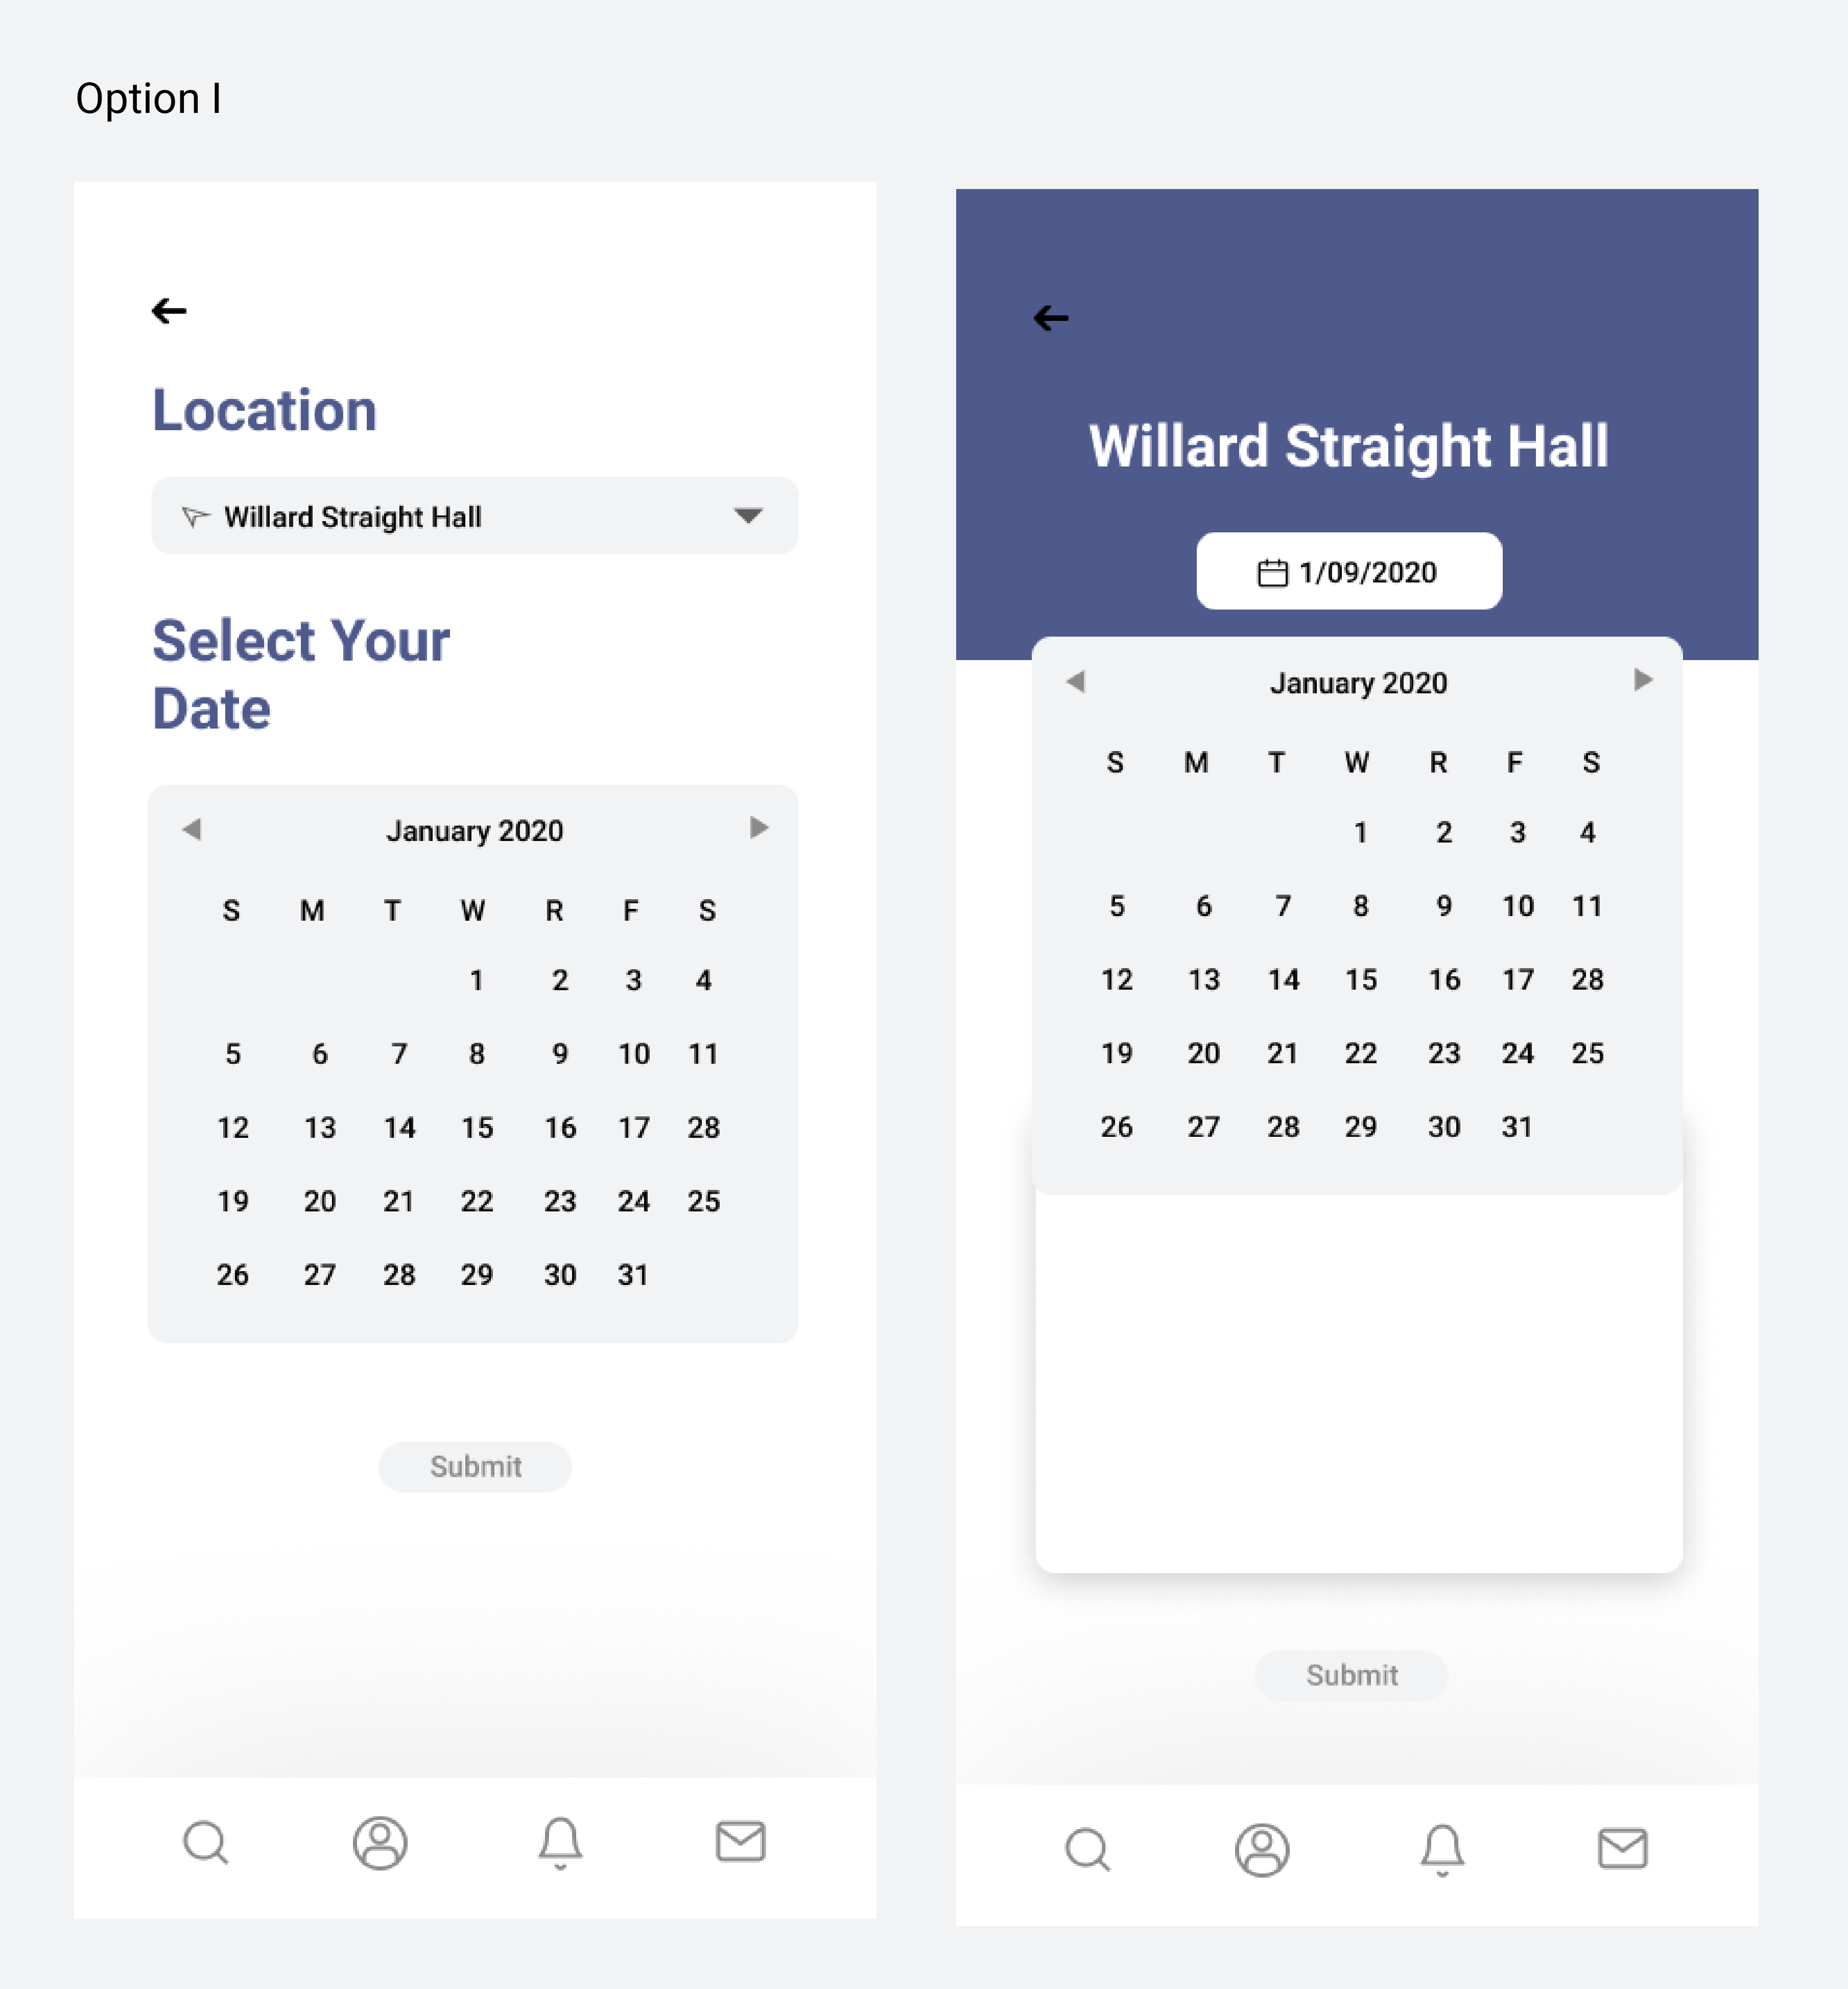 Option I
Location
Willard Straight Hall
Select Your
Date
January 2020
S M T W R F S
1 2 3 4
5 6 7 8 9 10 11
12 13 14 15 16 17 28
19 20 21 22 23 24 25
26 27 28 29 30 31
Submit
Willard Straight Hall
1/09/2020
January 2020
S M T W R F S
1 2 3 4
5 6 7 8 9 10 11
12 13 14 15 16 17 28
19 20 21 22 23 24 25
26 27 28 29 30 31
Submit